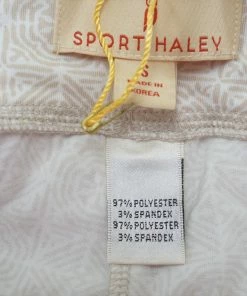 SPORT HALEY
S
MADE IN
KOREA
97% POLYESTER
3% SPANDEX
97% POLYESTER
3% SPANDEX